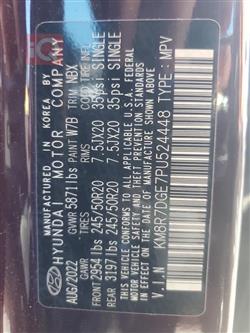 MANUFACTURED IN KOREA BY
HYUNDAI MOTOR COMPANY
AUG/2022 GVWR 5871 lbs PAINT W7B TRIM NBX
GAWR TIRES RIMS
FRONT 2954 lbs 245/50R20 7.5JX20 35psi SINGLE
REAR 3197 lbs 245/50R20 7.5JX20 35psi SINGLE
THIS VEHICLE CONFORMS TO ALL APPLICABLE U.S.A. FEDERAL
MOTOR VEHICLE SAFETY AND THEFT PREVENTION STANDARDS
IN EFFECT ON THE DATE OF MANUFACTURE SHOWN ABOVE.
V.I.N : KM8R7DGE7PU524448 TYPE : MPV